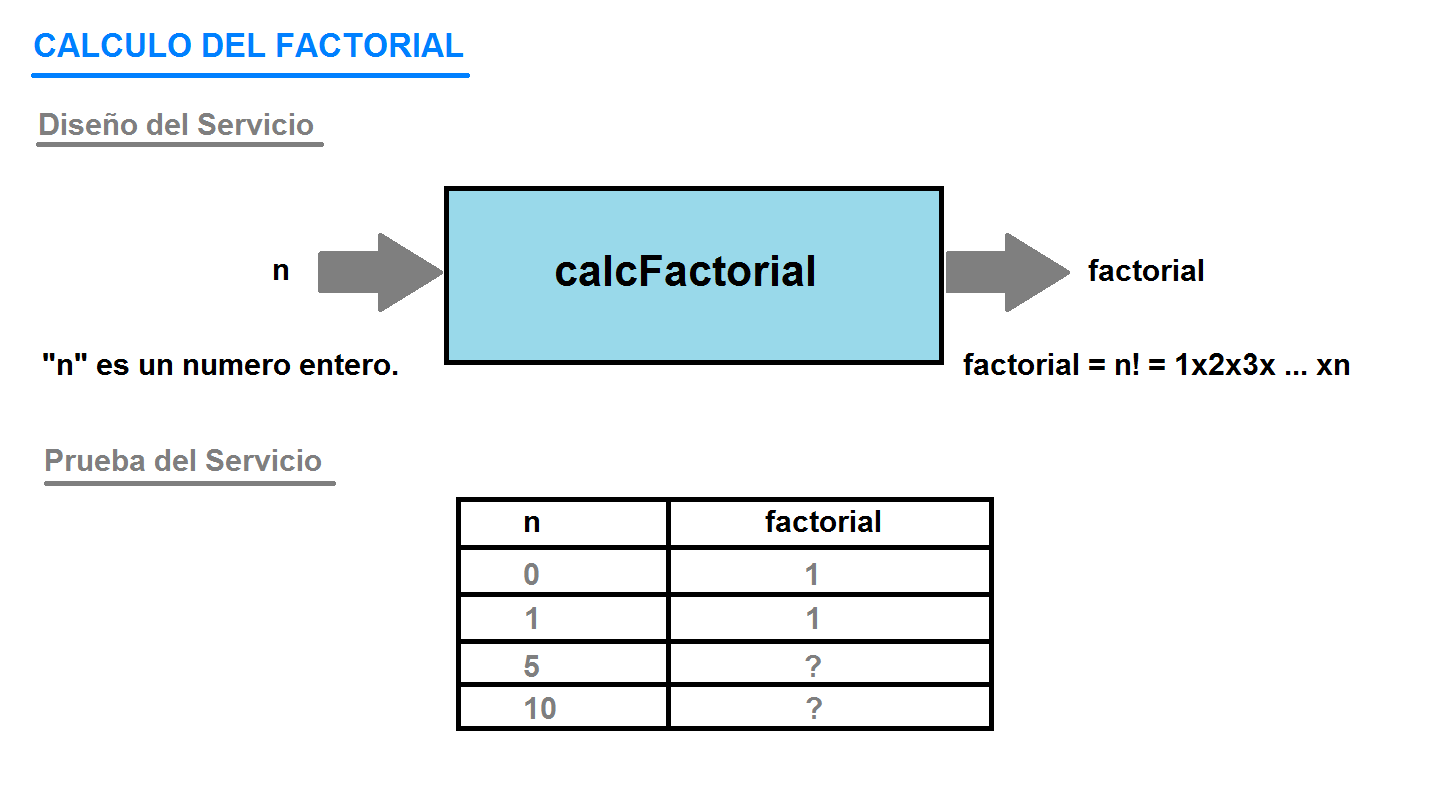 CALCULO DEL FACTORIAL
Diseño del Servicio
n
calcFactorial
factorial
"n" es un numero entero.
factorial = n! = 1x2x3x ... xn
Prueba del Servicio
n factorial
0 1
1 1
5 ?
10 ?